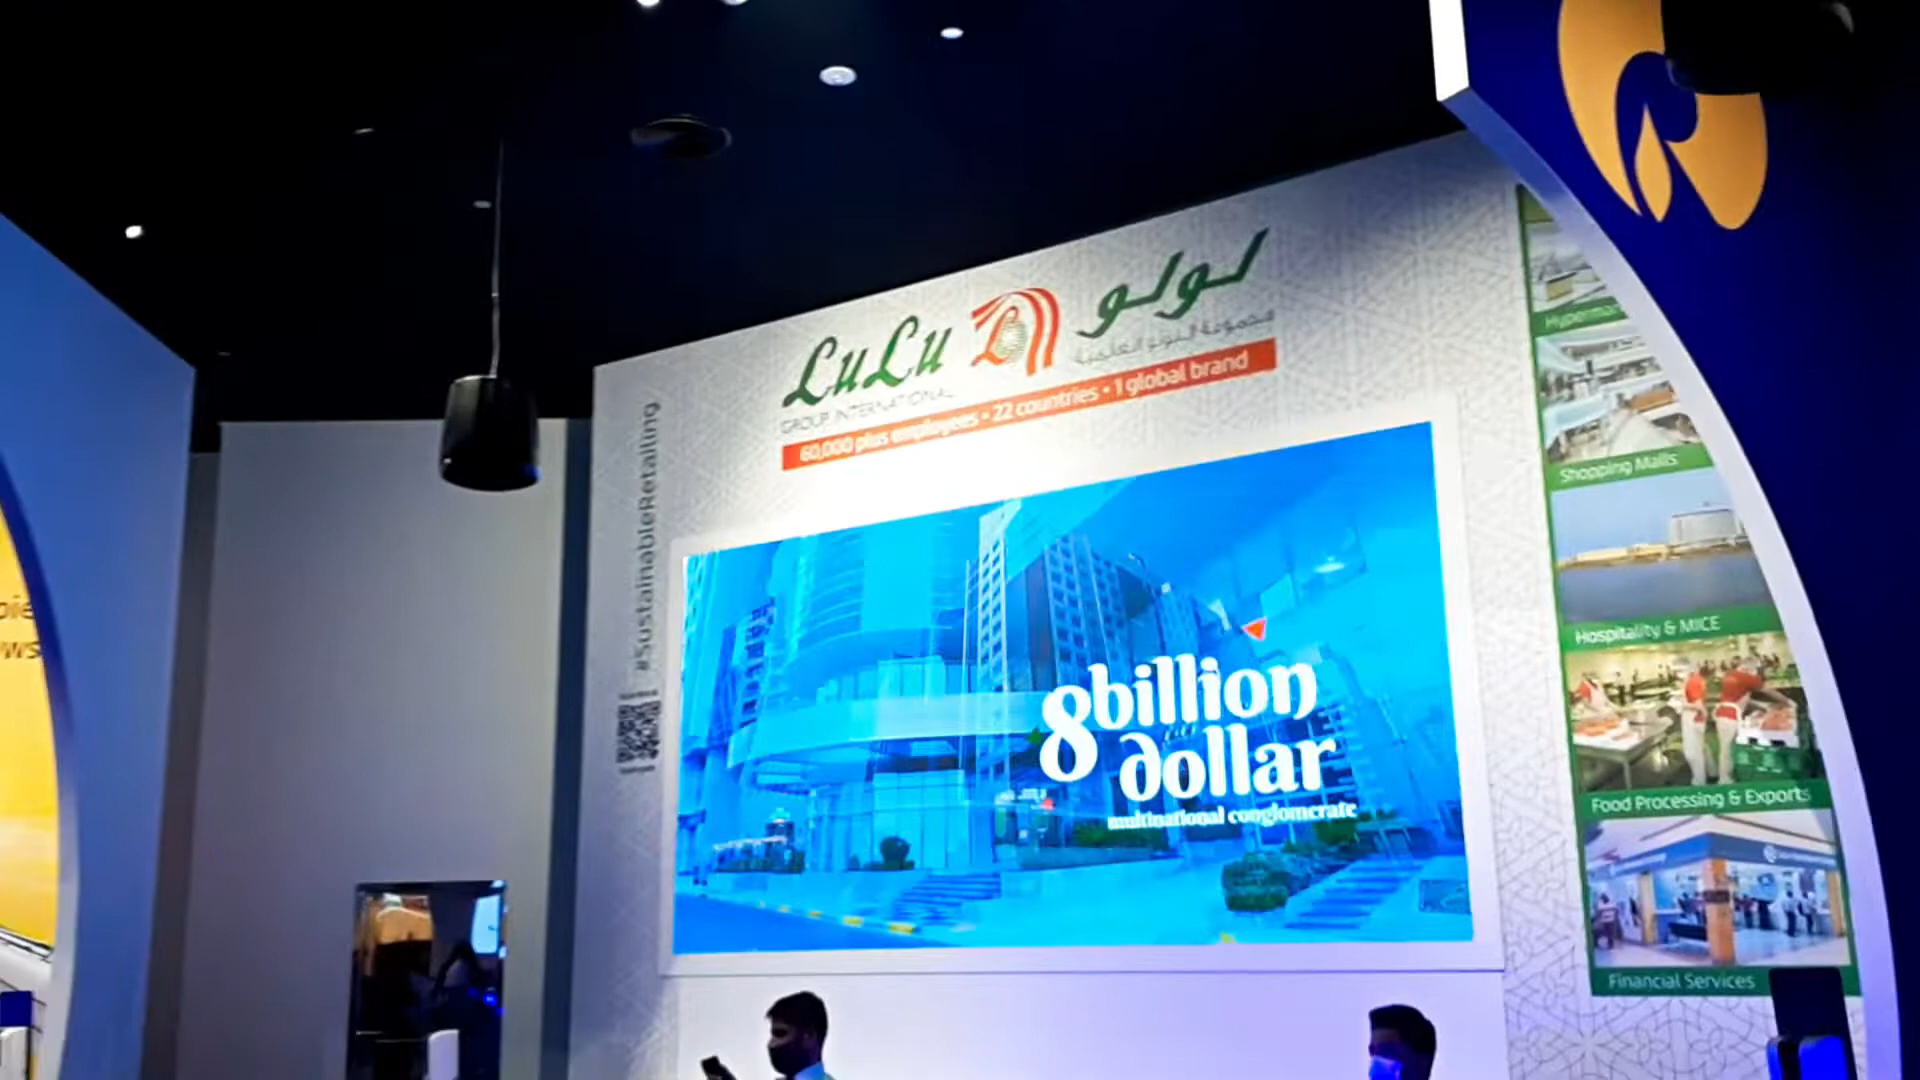 LuLu
لولو
GROUP INTERNATIONAL
مجموعة اللولو العالمية
60,000 plus employees • 22 countries • 1 global brand
#SustainableRetailing
8 billion
dollar
multinational conglomerate
Shopping Malls
Hospitality & MICE
Food Processing & Exports
Financial Services